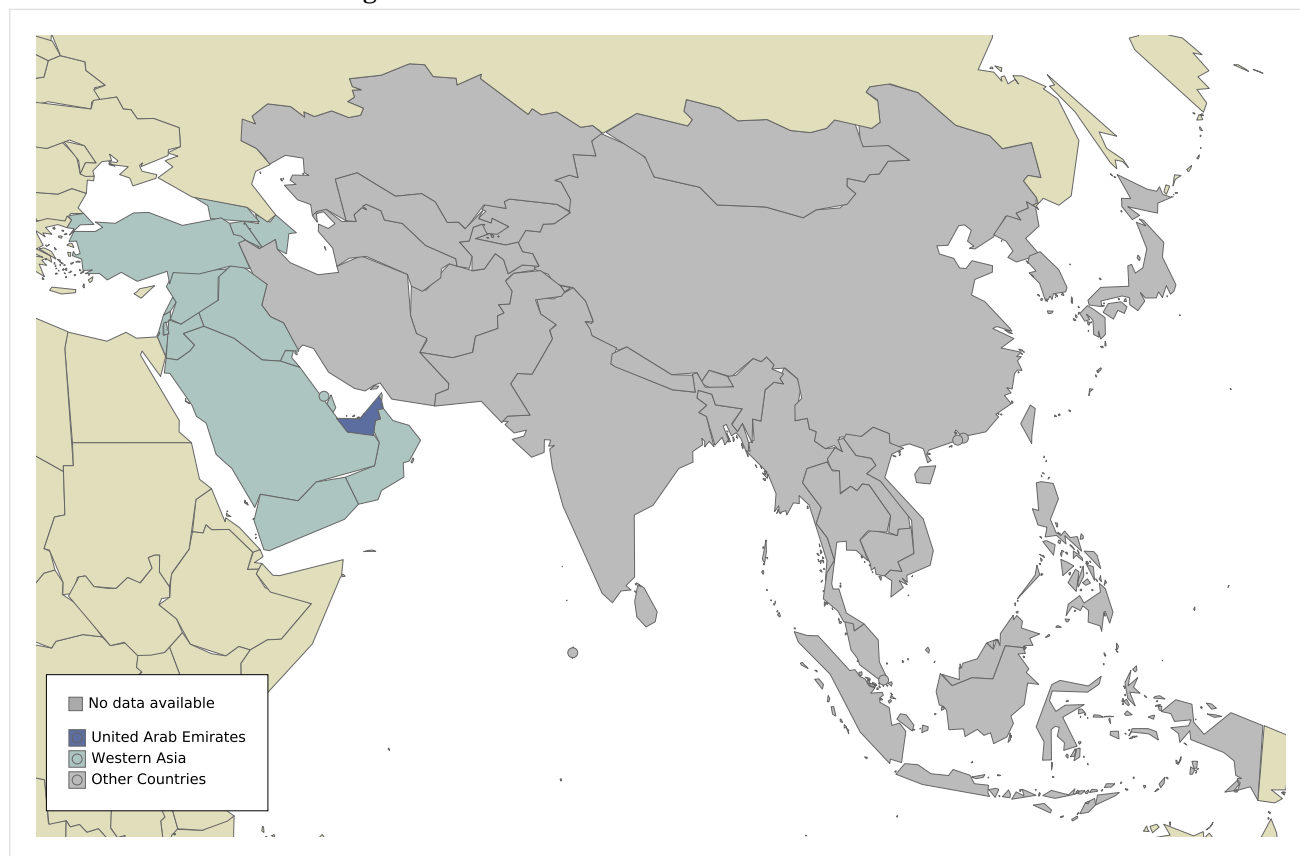 No data available
United Arab Emirates
Western Asia
Other Countries